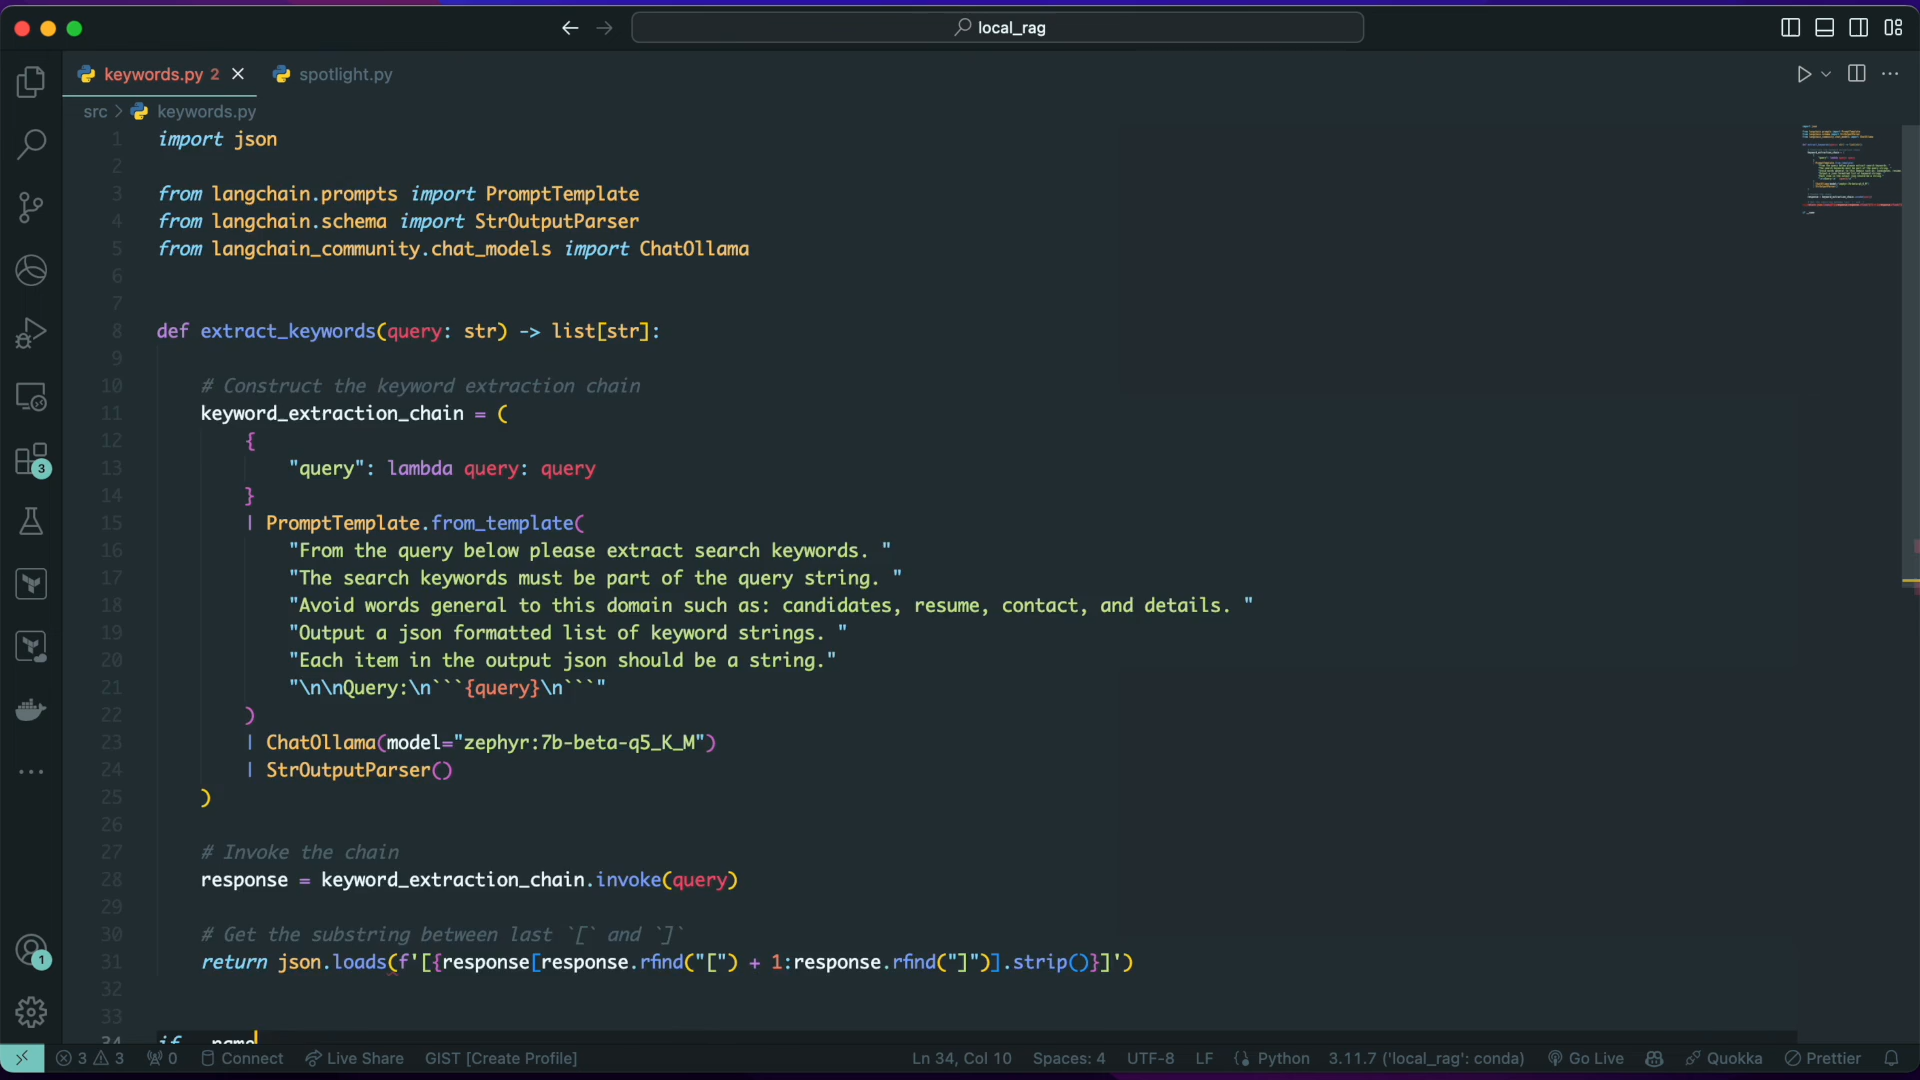 local_rag
keywords.py 2
spotlight.py
src > keywords.py
1 import json
2
3 from langchain.prompts import PromptTemplate
4 from langchain.schema import StrOutputParser
5 from langchain_community.chat_models import ChatOllama
6
7
8 def extract_keywords(query: str) -> list[str]:
9
10 # Construct the keyword extraction chain
11 keyword_extraction_chain = (
12 {
13 "query": lambda query: query
14 }
15 | PromptTemplate.from_template(
16 "From the query below please extract search keywords. "
17 "The search keywords must be part of the query string. "
18 "Avoid words general to this domain such as: candidates, resume, contact, and details. "
19 "Output a json formatted list of keyword strings. "
20 "Each item in the output json should be a string."
21 "\n\nQuery:\n```{query}\n```"
22 )
23 | ChatOllama(model="zephyr:7b-beta-q5_K_M")
24 | StrOutputParser()
25 )
26
27 # Invoke the chain
28 response = keyword_extraction_chain.invoke(query)
29
30 # Get the substring between last `[` and `]`
31 return json.loads(f'[{response[response.rfind("[") + 1:response.rfind("]")].strip()}]')
32
33
34 if __name
3
1
3 3 0 Connect Live Share GIST [Create Profile] Ln 34, Col 10 Spaces: 4 UTF-8 LF Python 3.11.7 ('local_rag': conda) Go Live Quokka Prettier